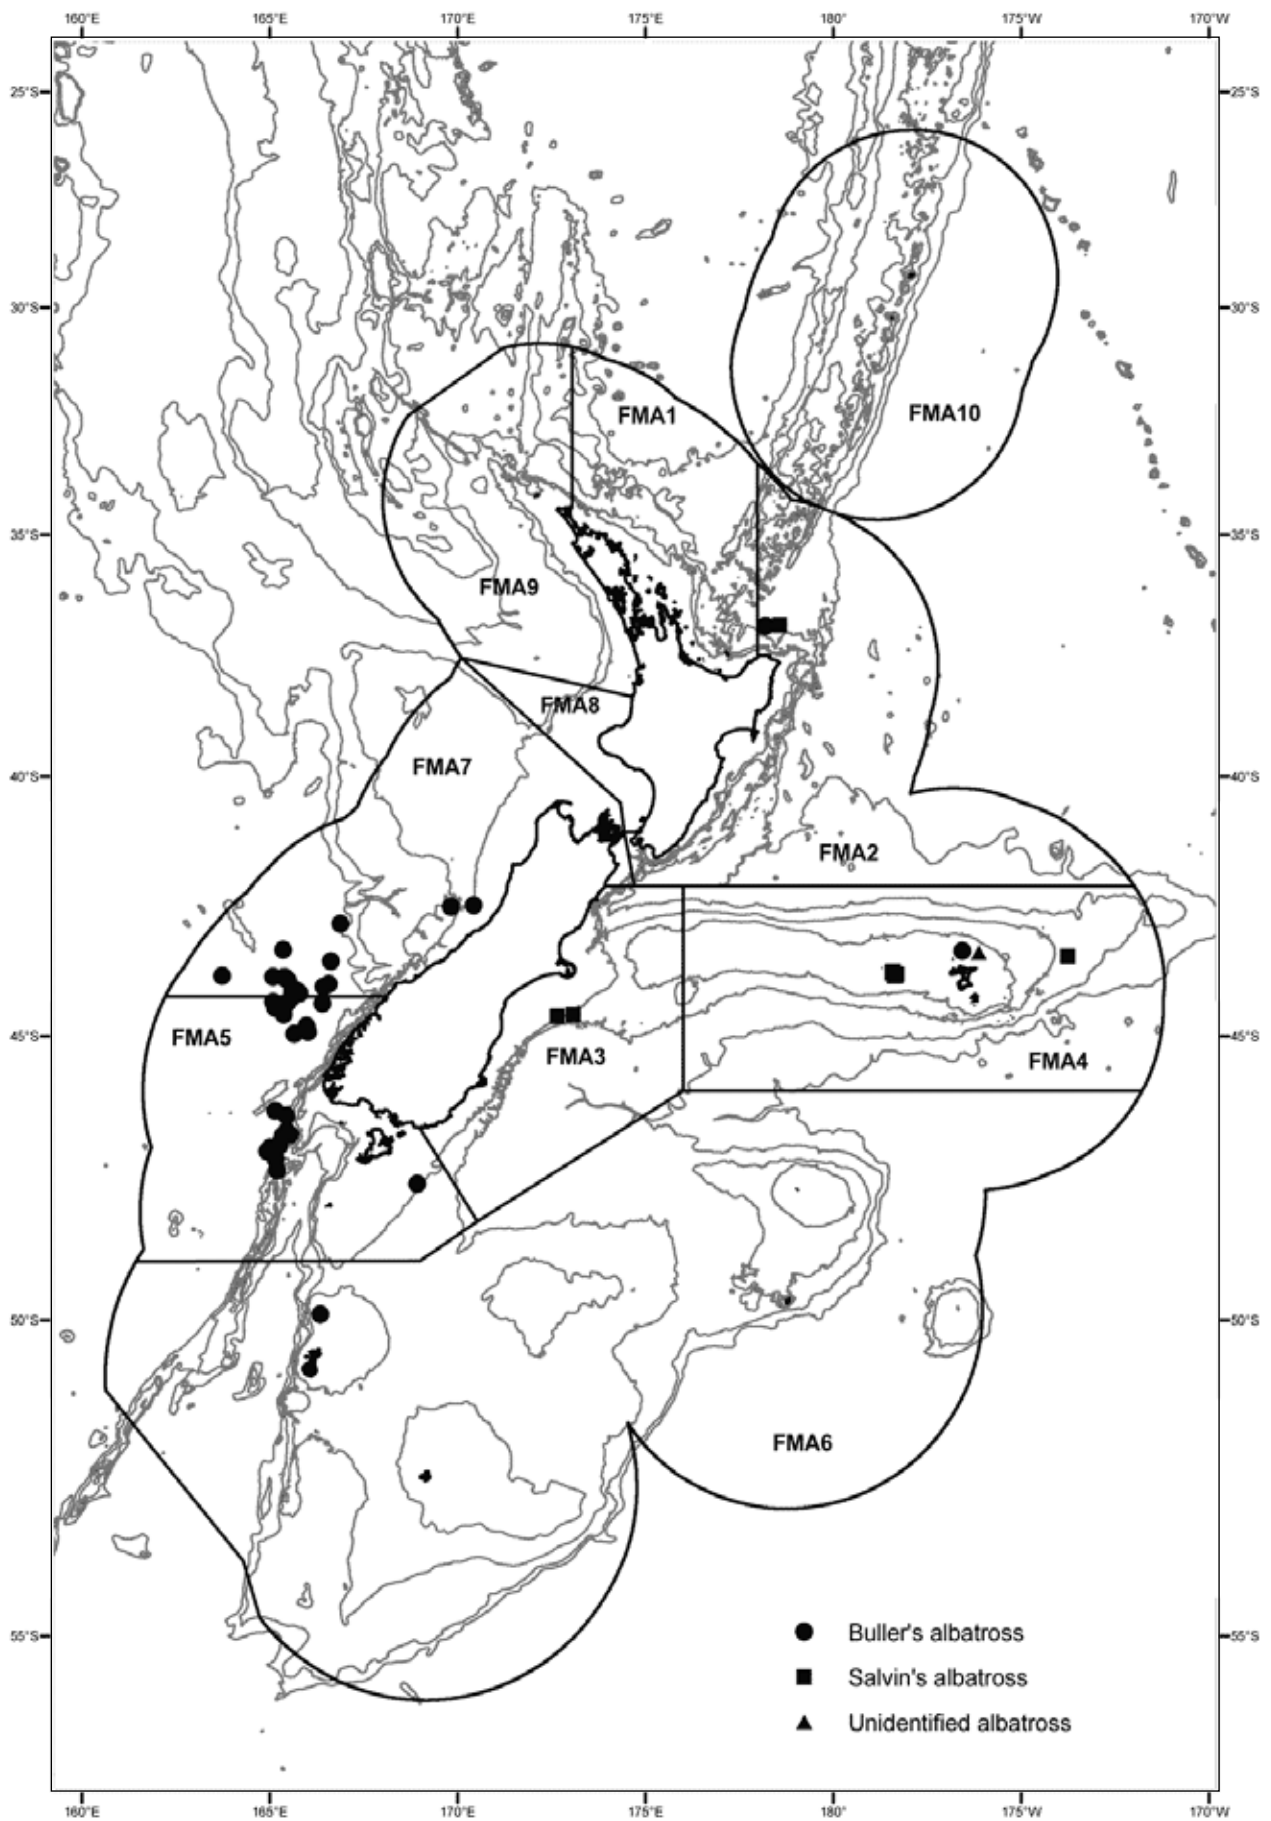 160°E 165°E 170°E 175°E 180° 175°W 170°W
25°S 25°S
30°S 30°S
FMA1
FMA10
35°S 35°S
FMA9
FMA8
FMA7
40°S 40°S
FMA2
FMA5
45°S 45°S
FMA3
FMA4
50°S 50°S
FMA6
Buller's albatross
55°S 55°S
Salvin's albatross
Unidentified albatross
160°E 165°E 170°E 175°E 180° 175°W 170°W